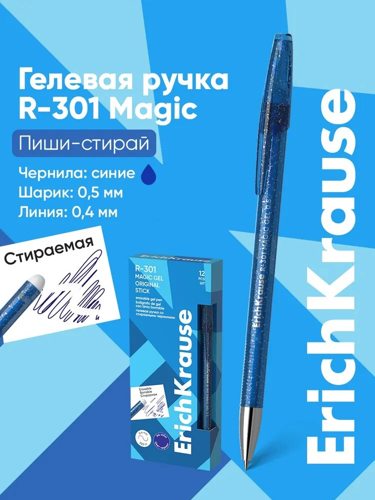 Гелевая ручка
R-301 Magic
Пиши-стирай
Чернила: синие
Шарик: 0,5 мм
Линия: 0,4 мм
Стираемая
R-301
MAGIC GEL
ORIGINAL
STICK
12
ErichKrause
ErichKrause
ErichKrause